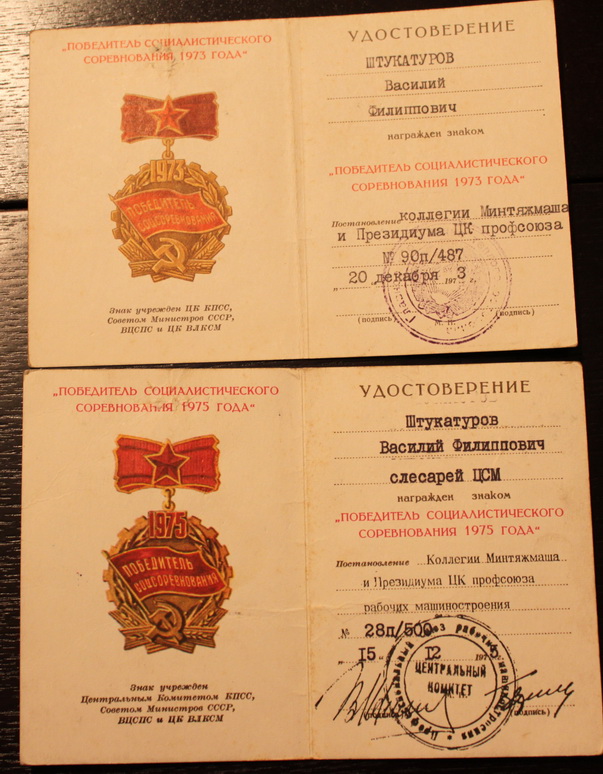 „ПОБЕДИТЕЛЬ СОЦИАЛИСТИЧЕСКОГО
СОРЕВНОВАНИЯ 1973 ГОДА“
1973
ПОБЕДИТЕЛЬ
СОЦСОРЕВНОВАНИЯ
Знак учрежден ЦК КПСС,
Советом Министров СССР,
ВЦСПС и ЦК ВЛКСМ
УДОСТОВЕРЕНИЕ
ШТУКАТУРОВ
Василий
Филиппович
награжден знаком
„ПОБЕДИТЕЛЬ СОЦИАЛИСТИЧЕСКОГО
СОРЕВНОВАНИЯ 1973 ГОДА“
Постановление коллегии Минтяжмаша
и Президиума ЦК профсоюза
№ 90п/487
„20 декабря 1973 г.
(подпись) М. П. (подпись)
„ПОБЕДИТЕЛЬ СОЦИАЛИСТИЧЕСКОГО
СОРЕВНОВАНИЯ 1975 ГОДА“
1975
ПОБЕДИТЕЛЬ
СОЦСОРЕВНОВАНИЯ
Знак учрежден
Центральным Комитетом КПСС,
Советом Министров СССР,
ВЦСПС и ЦК ВЛКСМ
УДОСТОВЕРЕНИЕ
Штукатуров
Василий Филиппович
слесарей ЦСМ
награжден знаком
„ПОБЕДИТЕЛЬ СОЦИАЛИСТИЧЕСКОГО
СОРЕВНОВАНИЯ 1975 ГОДА“
Постановление Коллегии Минтяжмаша
и Президиума ЦК профсоюза
рабочих машиностроения
№ 28п/500
„15„ 12 1975 г.
ЦЕНТРАЛЬНЫЙ
КОМИТЕТ
(подпись) (подпись)